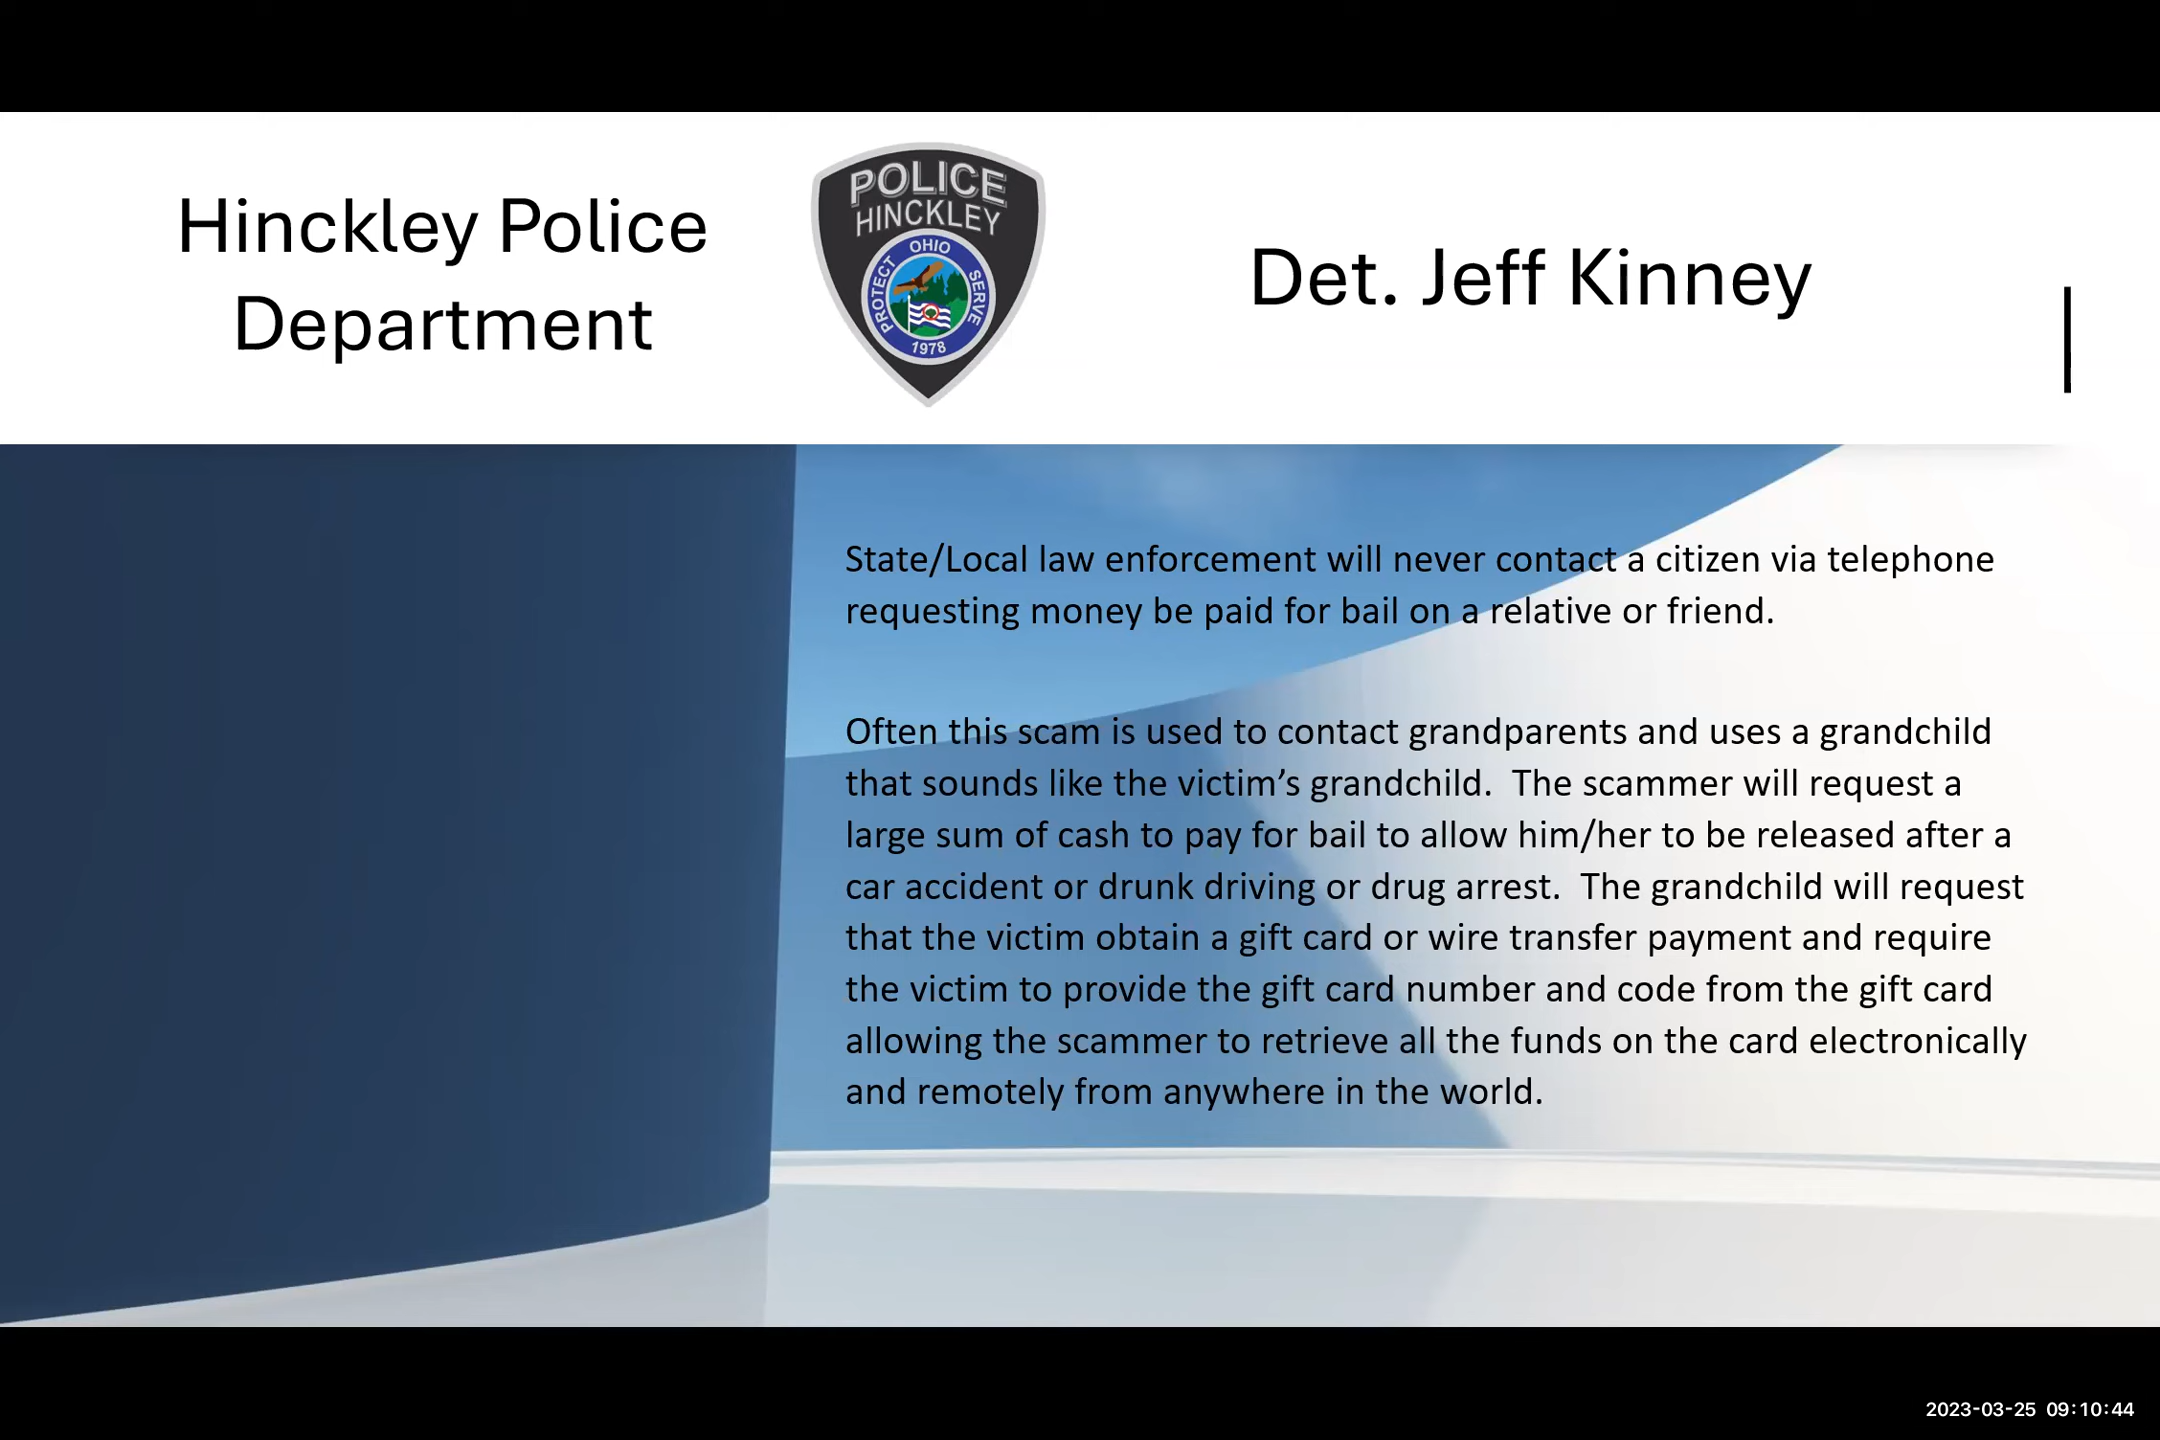 Hinckley Police
Department
POLICE
HINCKLEY
OHIO
PROTECT
SERVE
1978
Det. Jeff Kinney
State/Local law enforcement will never contact a citizen via telephone
requesting money be paid for bail on a relative or friend.
Often this scam is used to contact grandparents and uses a grandchild
that sounds like the victim’s grandchild.  The scammer will request a
large sum of cash to pay for bail to allow him/her to be released after a
car accident or drunk driving or drug arrest.  The grandchild will request
that the victim obtain a gift card or wire transfer payment and require
the victim to provide the gift card number and code from the gift card
allowing the scammer to retrieve all the funds on the card electronically
and remotely from anywhere in the world.
2023-03-25 09:10:44